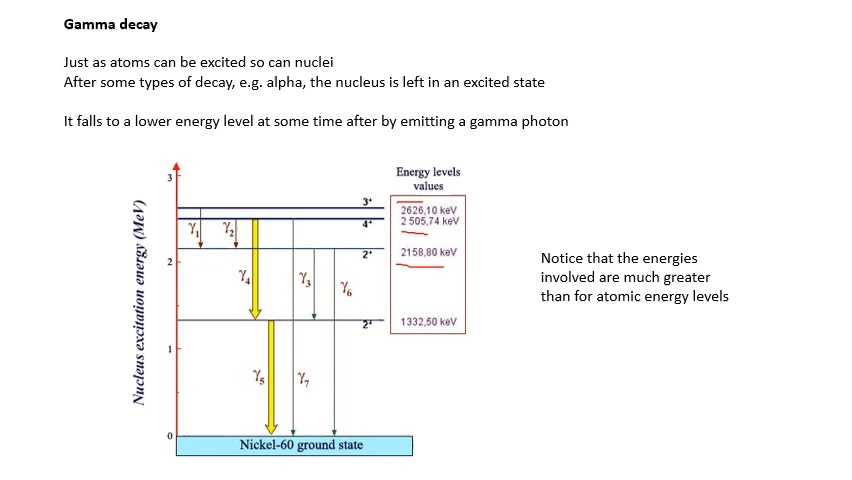 Gamma decay
Just as atoms can be excited so can nuclei
After some types of decay, e.g. alpha, the nucleus is left in an excited state
It falls to a lower energy level at some time after by emitting a gamma photon
Energy levels
values
Nucleus excitation energy (MeV)
3
2
1
0
3+
4+
2+
2+
2626,10 keV
2 505,74 keV
2158,80 keV
1332,50 keV
γ1
γ2
γ4
γ3
γ6
γ5
γ7
Nickel-60 ground state
Notice that the energies
involved are much greater
than for atomic energy levels